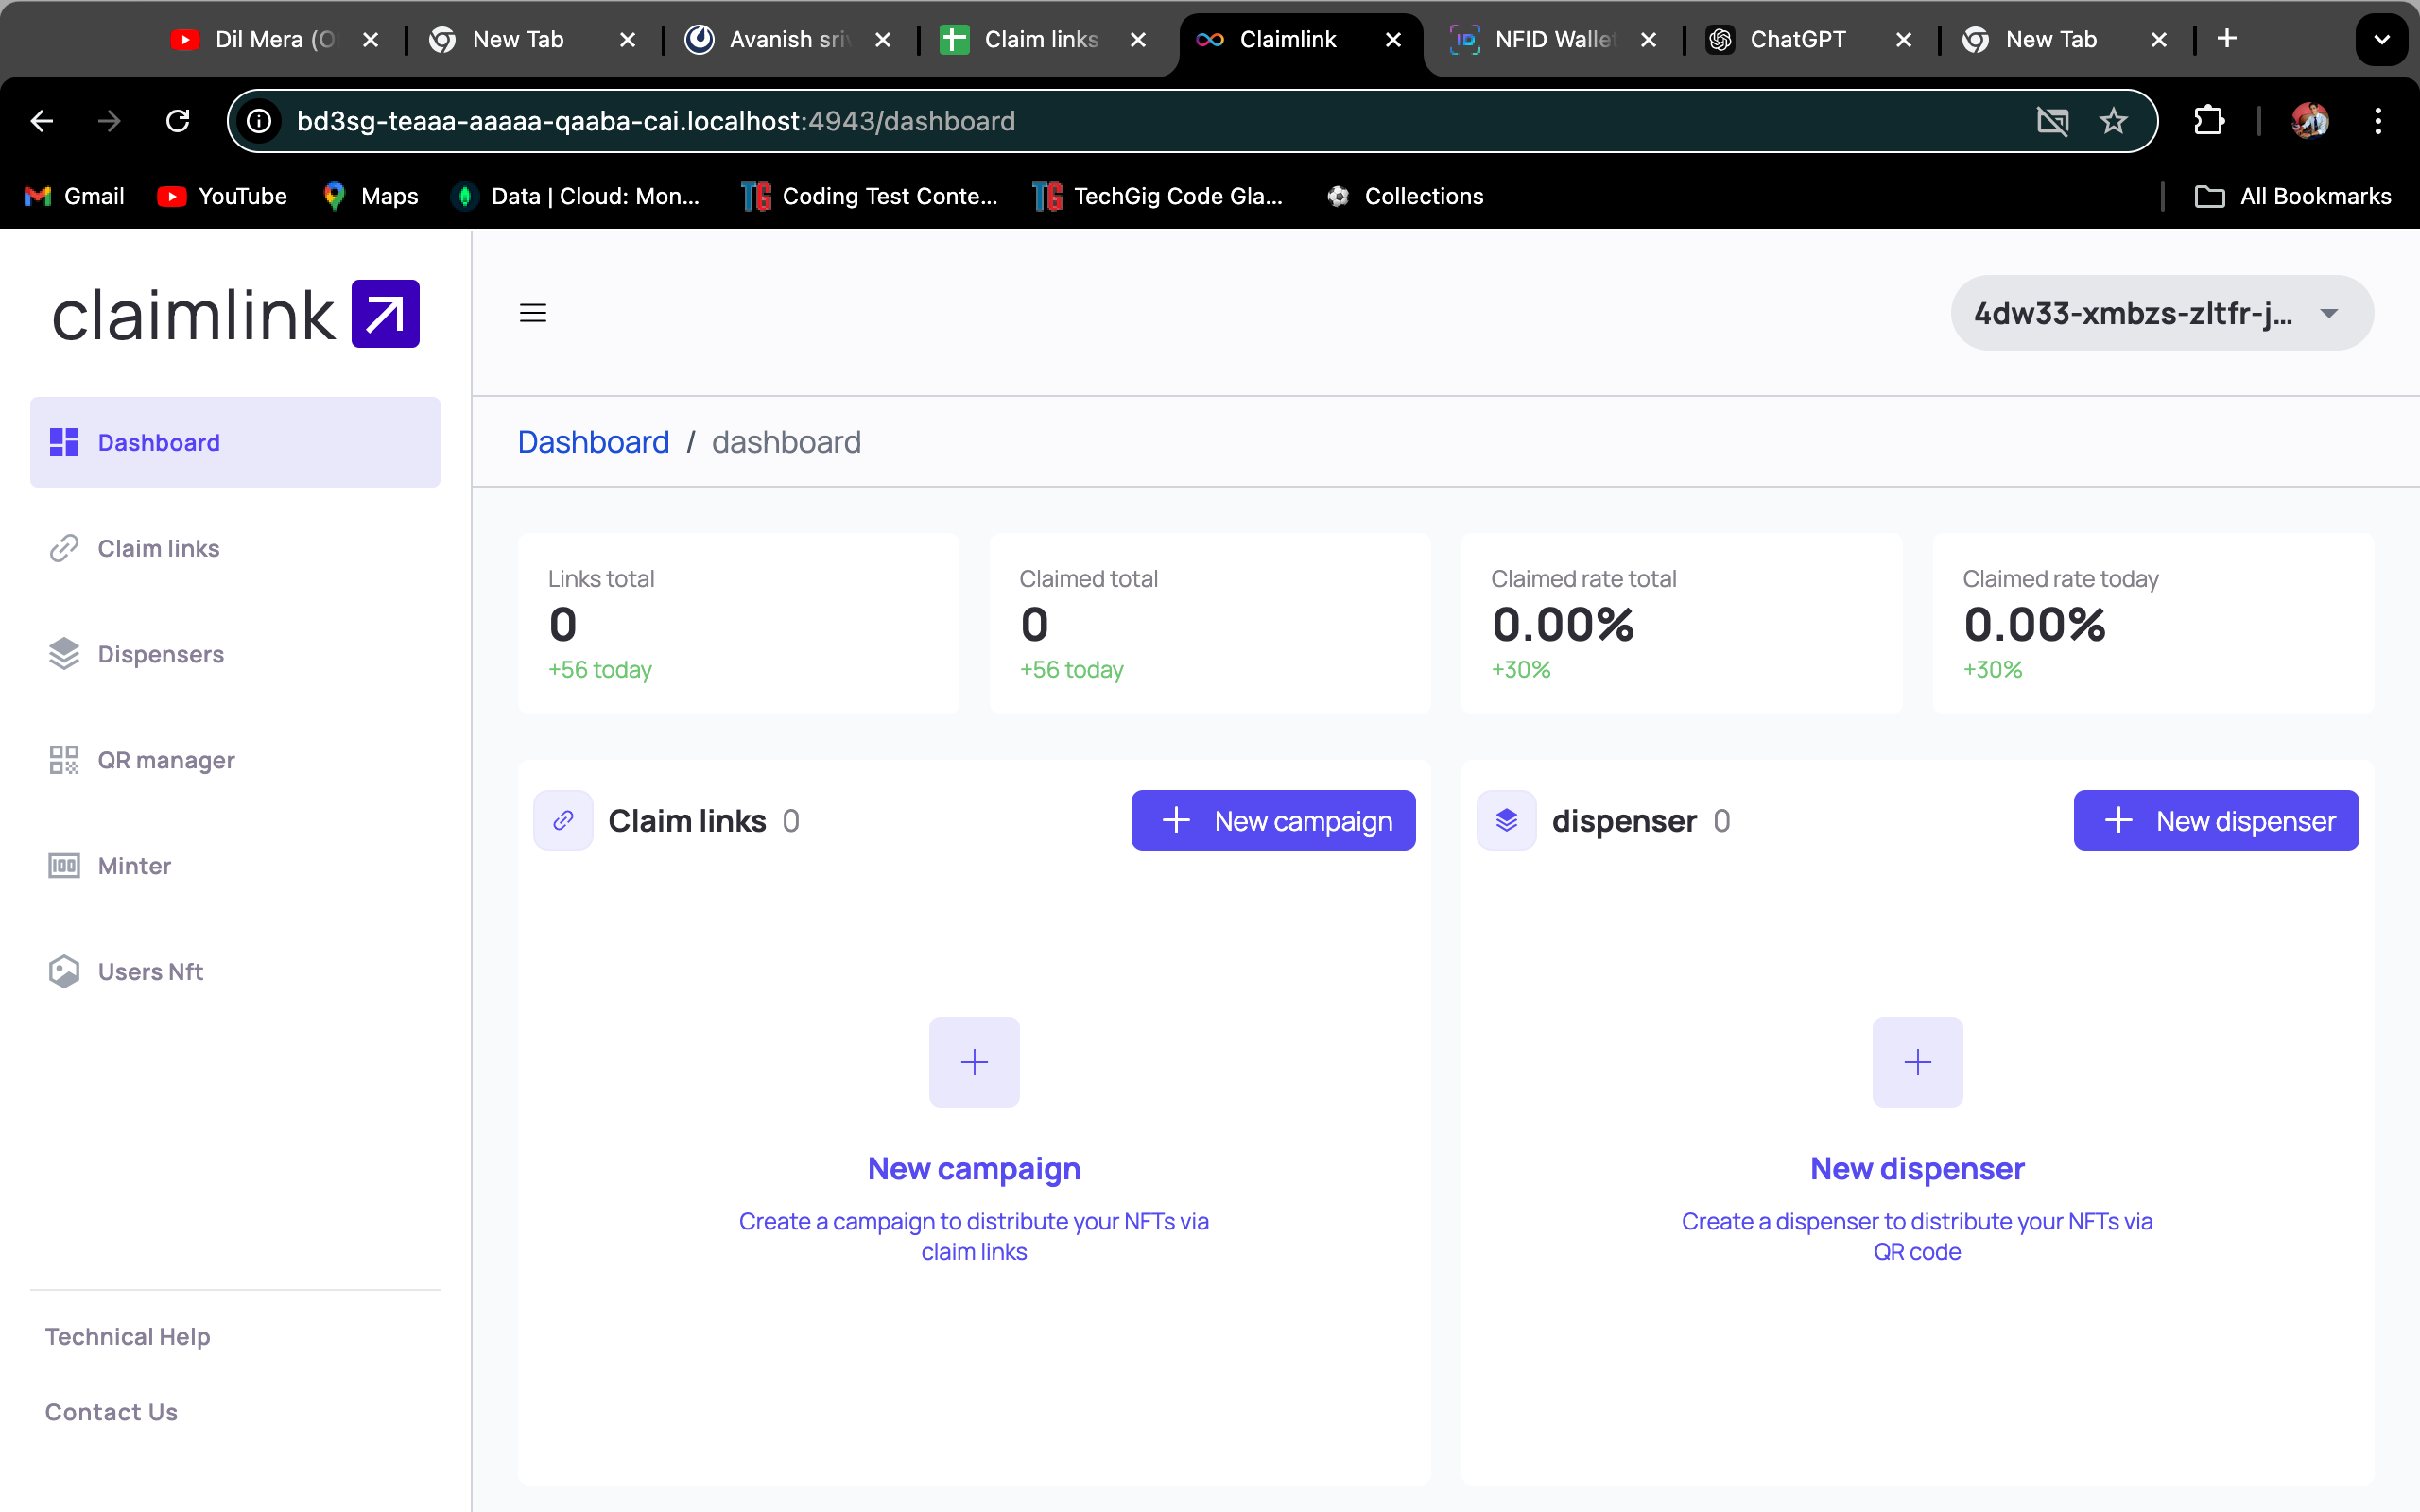 Dil Mera (O
New Tab
Avanish sri
Claim links
Claimlink
NFID Wallet
ChatGPT
New Tab
bd3sg-teaaa-aaaaa-qaaba-cai.localhost:4943/dashboard
Gmail
YouTube
Maps
Data | Cloud: Mon...
Coding Test Conte...
TechGig Code Gla...
Collections
All Bookmarks
claimlink
4dw33-xmbzs-zltfr-j...
Dashboard
Claim links
Dispensers
QR manager
Minter
Users Nft
Technical Help
Contact Us
Dashboard / dashboard
Links total
0
+56 today
Claimed total
0
+56 today
Claimed rate total
0.00%
+30%
Claimed rate today
0.00%
+30%
Claim links 0
New campaign
New campaign
Create a campaign to distribute your NFTs via
claim links
dispenser 0
New dispenser
New dispenser
Create a dispenser to distribute your NFTs via
QR code